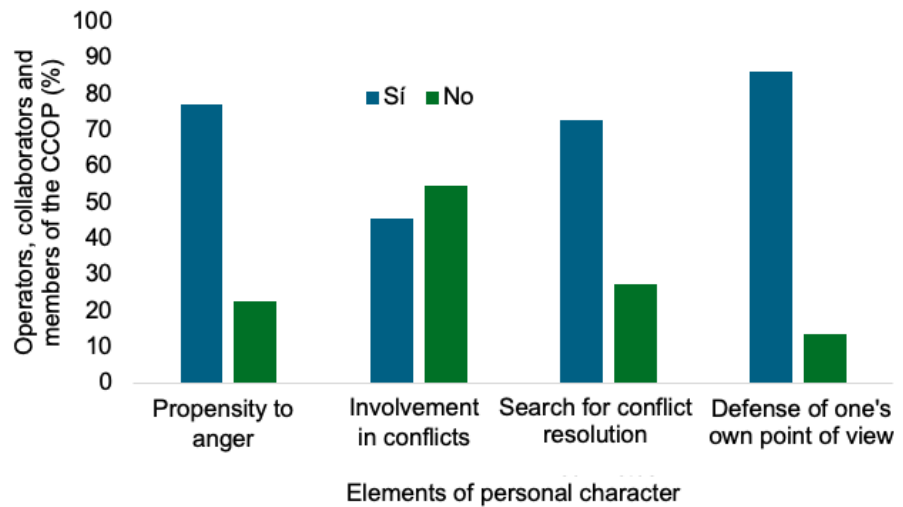 Operators, collaborators and
members of the CCOP (%)
100
90
80
70
60
50
40
30
20
10
0
Sí No
Propensity to
anger
Involvement
in conflicts
Search for conflict
resolution
Defense of one's
own point of view
Elements of personal character